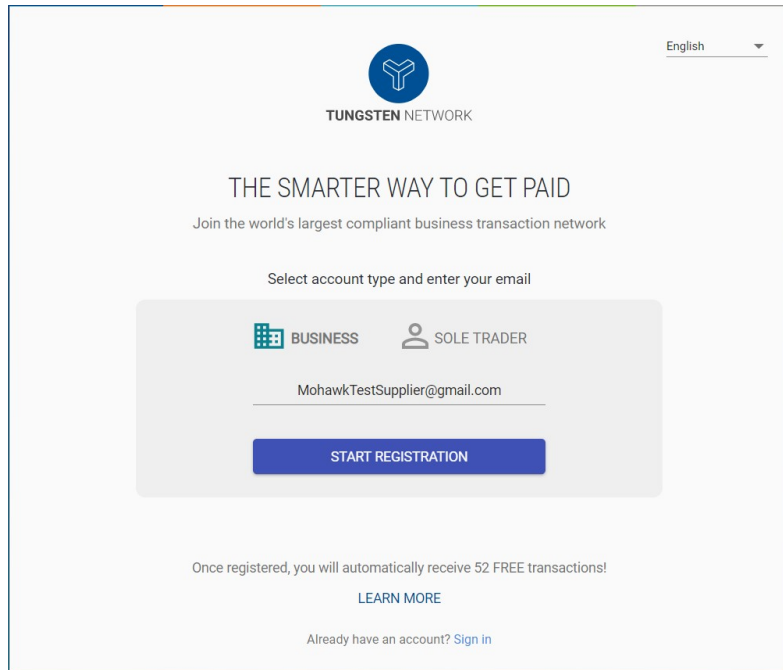 English
TUNGSTEN NETWORK
THE SMARTER WAY TO GET PAID
Join the world's largest compliant business transaction network
Select account type and enter your email
BUSINESS SOLE TRADER
MohawkTestSupplier@gmail.com
START REGISTRATION
Once registered, you will automatically receive 52 FREE transactions!
LEARN MORE
Already have an account? Sign in